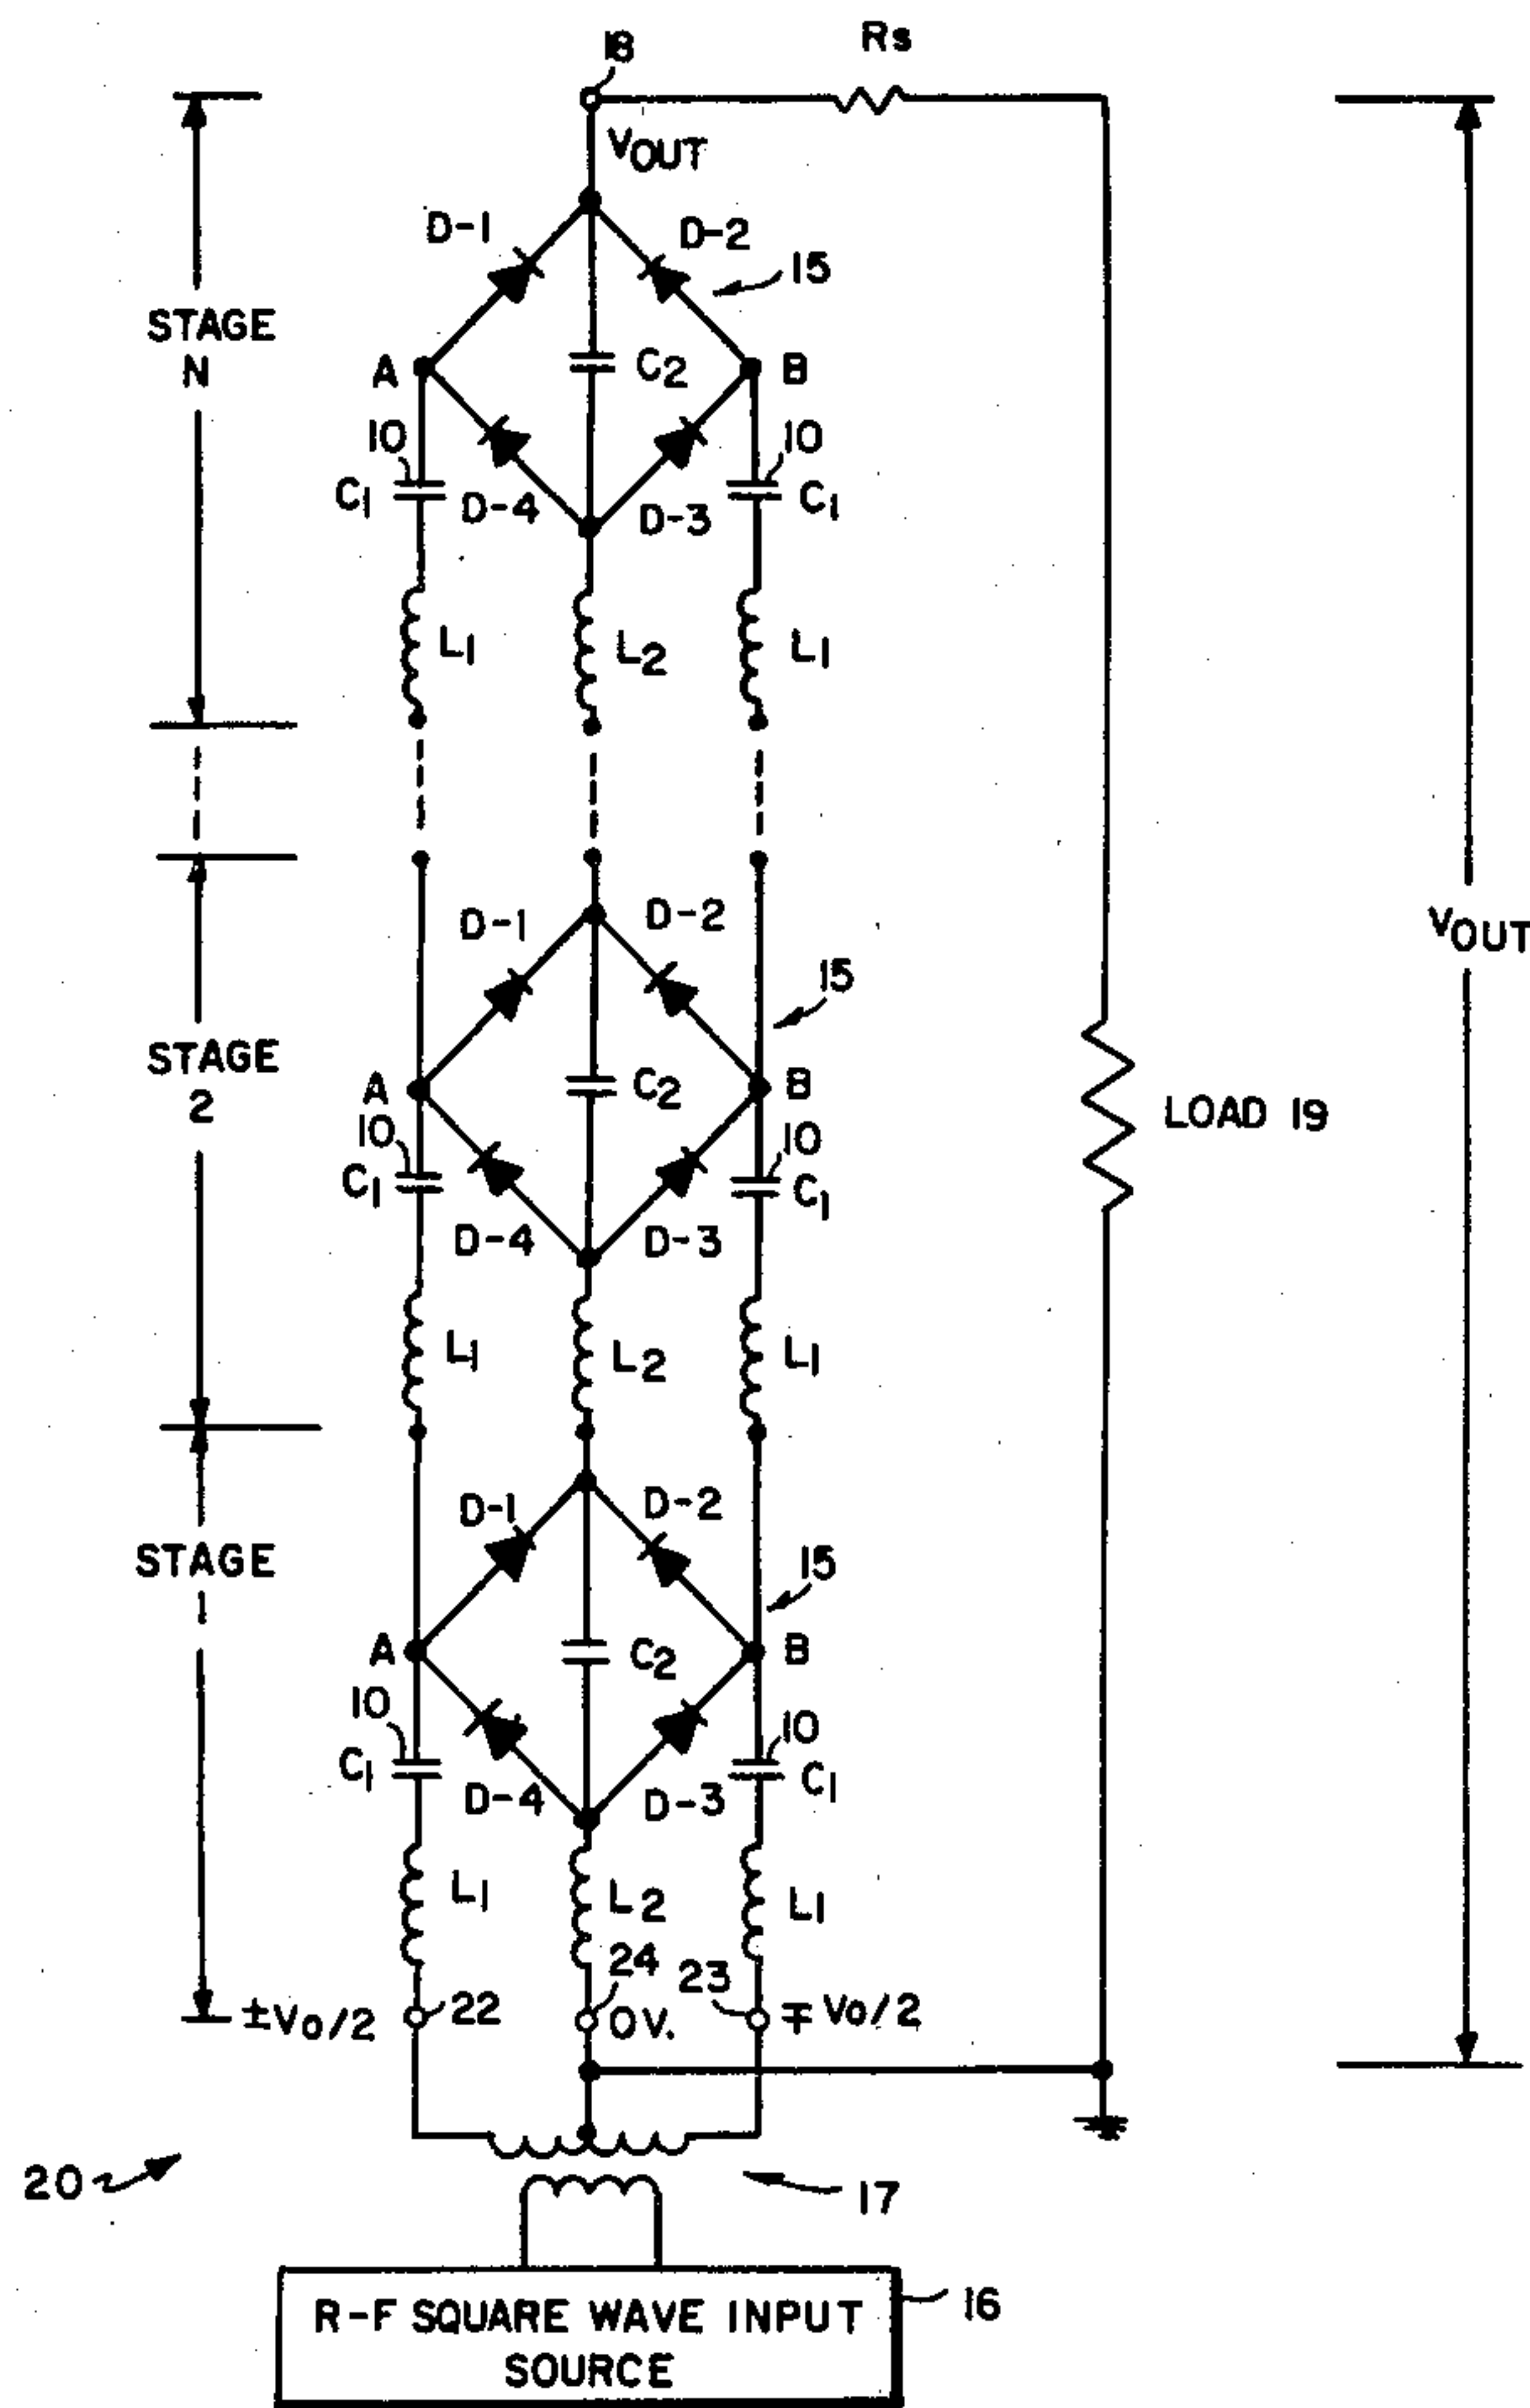 18
Rs
VOUT
D-1
D-2
15
STAGE
N
A
C2
B
10
10
C1
D-4
D-3
C1
L1
L2
L1
D-1
D-2
15
STAGE
2
A
C2
B
10
10
C1
D-4
D-3
C1
L1
L2
L1
LOAD 19
VOUT
D-1
D-2
15
STAGE
1
A
C2
B
10
10
C1
D-4
D-3
C1
L1
L2
L1
24
23
±Vo/2
22
0V.
∓ Vo/2
20
17
R-F SQUARE WAVE INPUT
SOURCE
16